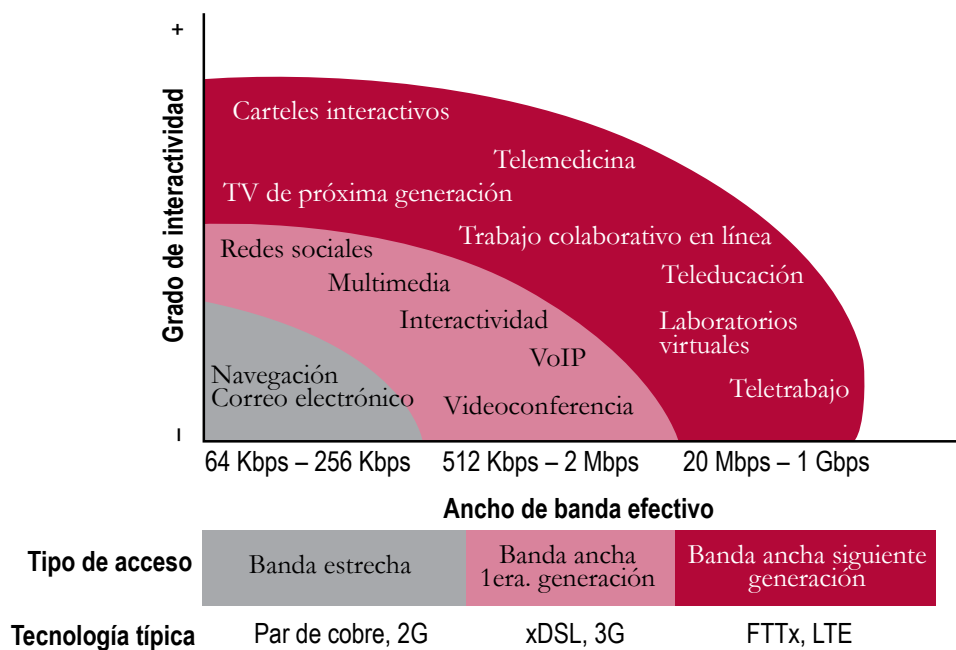 +
Grado de interactividad
–
Carteles interactivos
Telemedicina
TV de próxima generación
Trabajo colaborativo en línea
Redes sociales
Teleducación
Multimedia
Interactividad
Laboratorios
virtuales
VoIP
Navegación
Correo electrónico
Videoconferencia
Teletrabajo
64 Kbps – 256 Kbps
512 Kbps – 2 Mbps
20 Mbps – 1 Gbps
Ancho de banda efectivo
Tipo de acceso
Banda estrecha
Banda ancha
1era. generación
Banda ancha siguiente
generación
Tecnología típica
Par de cobre, 2G
xDSL, 3G
FTTx, LTE